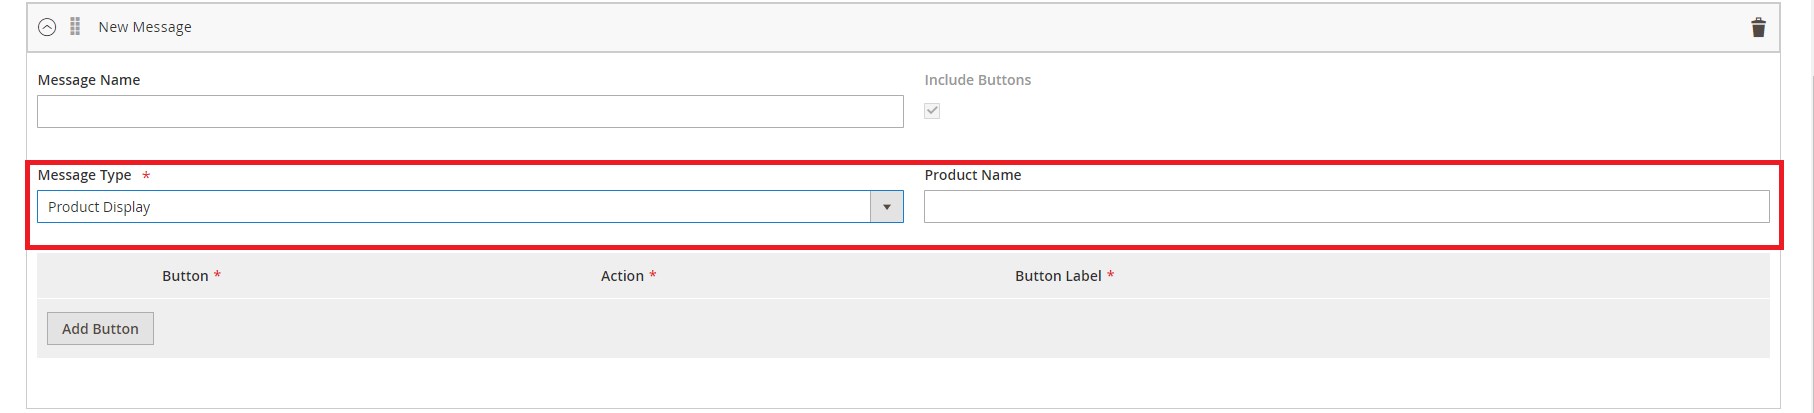 New Message
Message Name
Include Buttons
Message Type *
Product Name
Product Display
Button * Action * Button Label *
Add Button